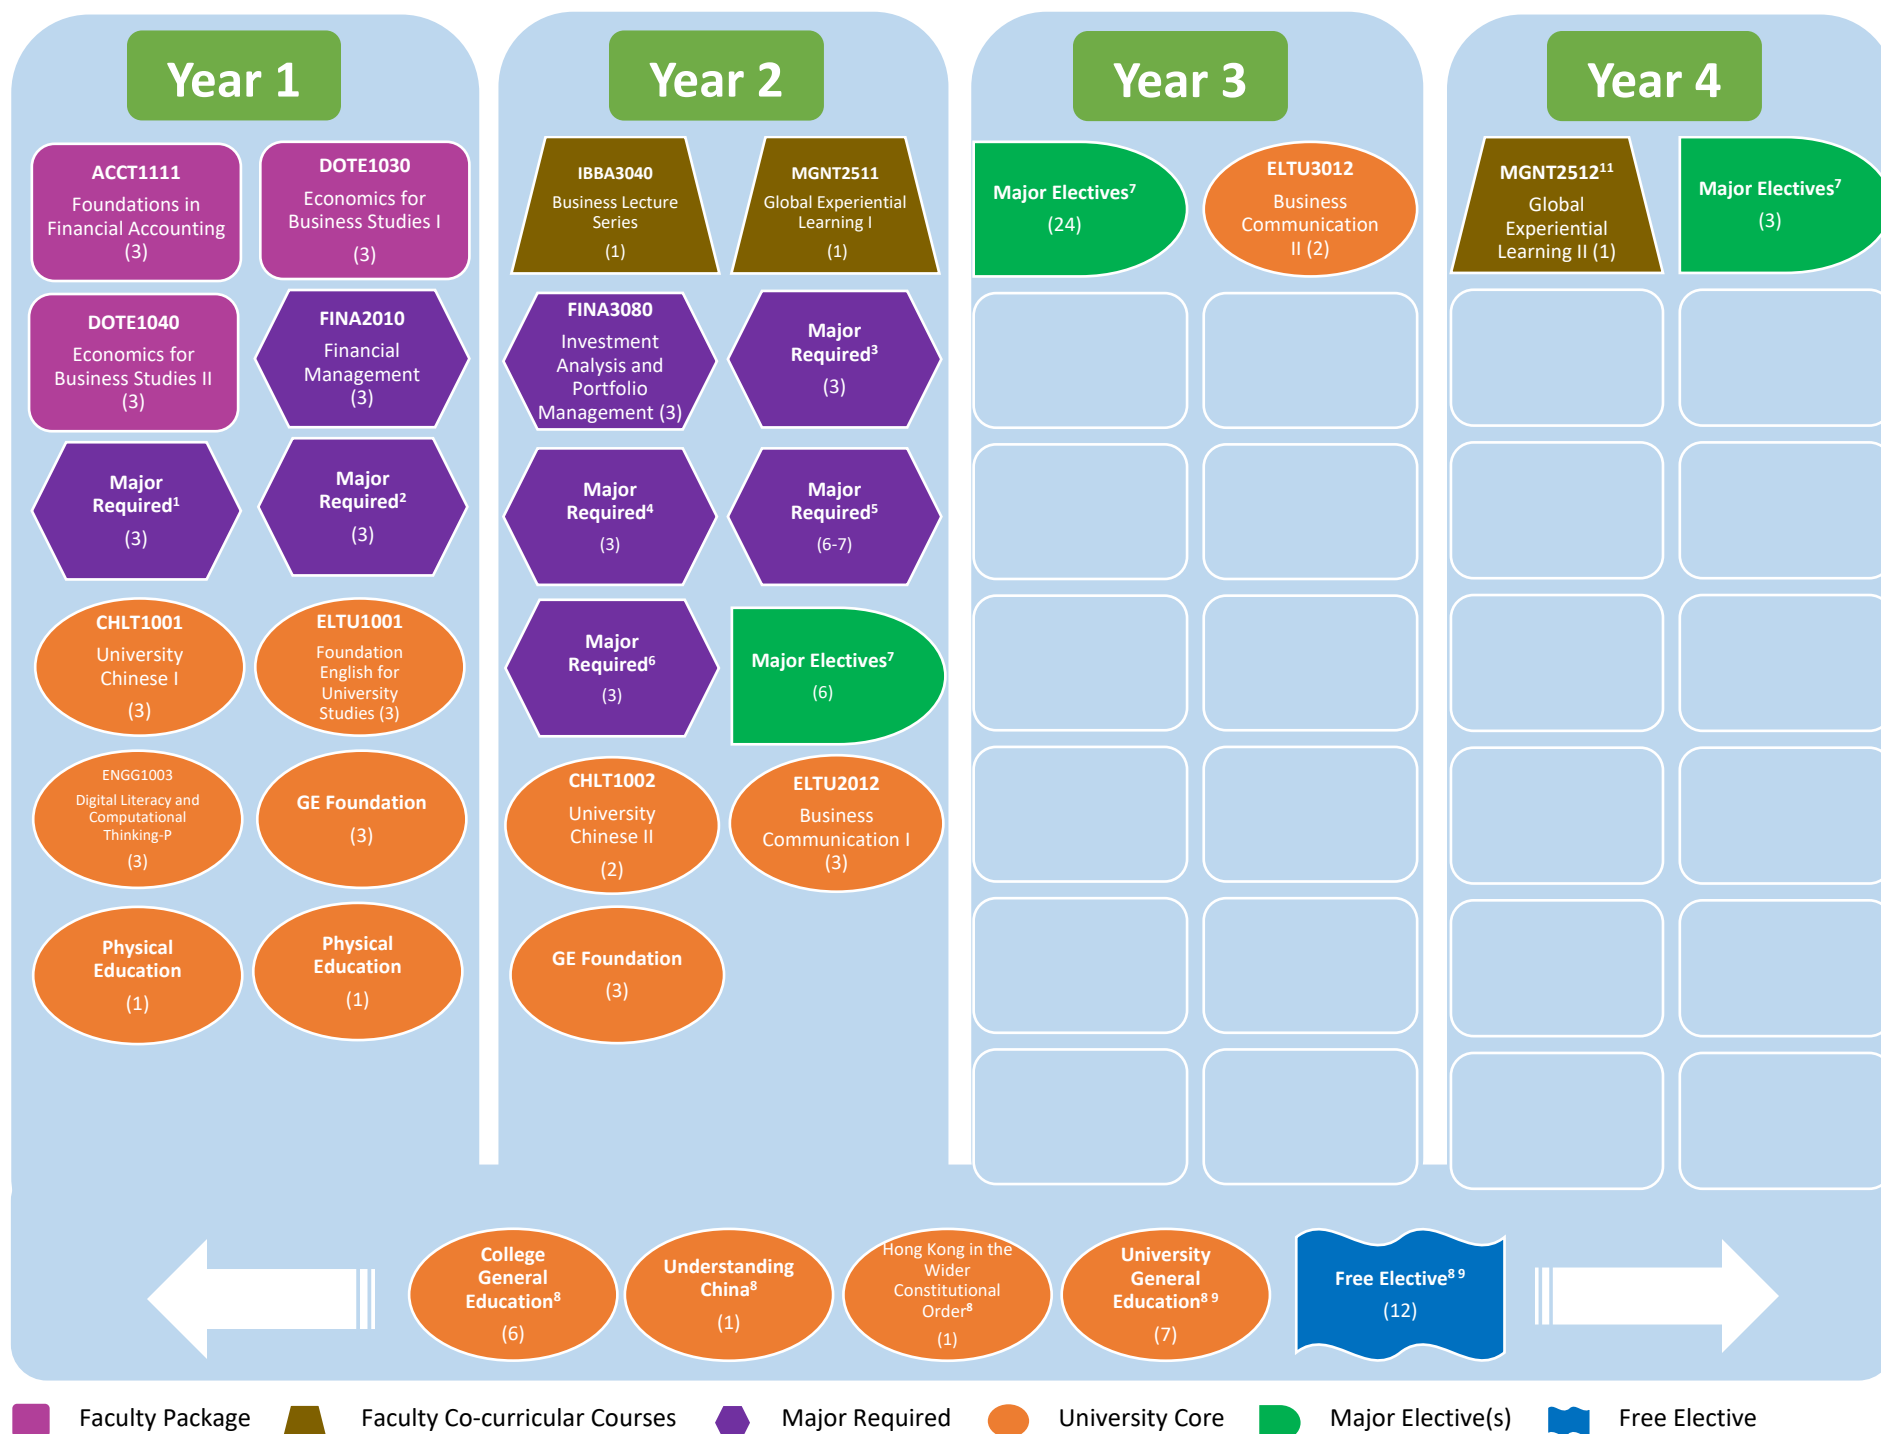 Year 1
ACCT1111
Foundations in
Financial Accounting
(3)
DOTE1030
Economics for
Business Studies I
(3)
DOTE1040
Economics for
Business Studies II
(3)
FINA2010
Financial
Management
(3)
Major
Required¹
(3)
Major
Required²
(3)
CHLT1001
University
Chinese I
(3)
ELTU1001
Foundation
English for
University
Studies (3)
ENGG1003
Digital Literacy and
Computational
Thinking-P
(3)
GE Foundation
(3)
Physical
Education
(1)
Physical
Education
(1)
Year 2
IBBA3040
Business Lecture
Series
(1)
MGNT2511
Global Experiential
Learning I
(1)
FINA3080
Investment
Analysis and
Portfolio
Management (3)
Major
Required³
(3)
Major
Required⁴
(3)
Major
Required⁵
(6-7)
Major
Required⁶
(3)
Major Electives⁷
(6)
CHLT1002
University
Chinese II
(2)
ELTU2012
Business
Communication I
(3)
GE Foundation
(3)
Year 3
Major Electives⁷
(24)
ELTU3012
Business
Communication
II (2)
Year 4
MGNT2512¹¹
Global
Experiential
Learning II (1)
Major Electives⁷
(3)
College
General
Education⁸
(6)
Understanding
China⁸
(1)
Hong Kong in the
Wider
Constitutional
Order⁸
(1)
University
General
Education⁸ ⁹
(7)
Free Elective⁸ ⁹
(12)
Faculty Package
Faculty Co-curricular Courses
Major Required
University Core
Major Elective(s)
Free Elective